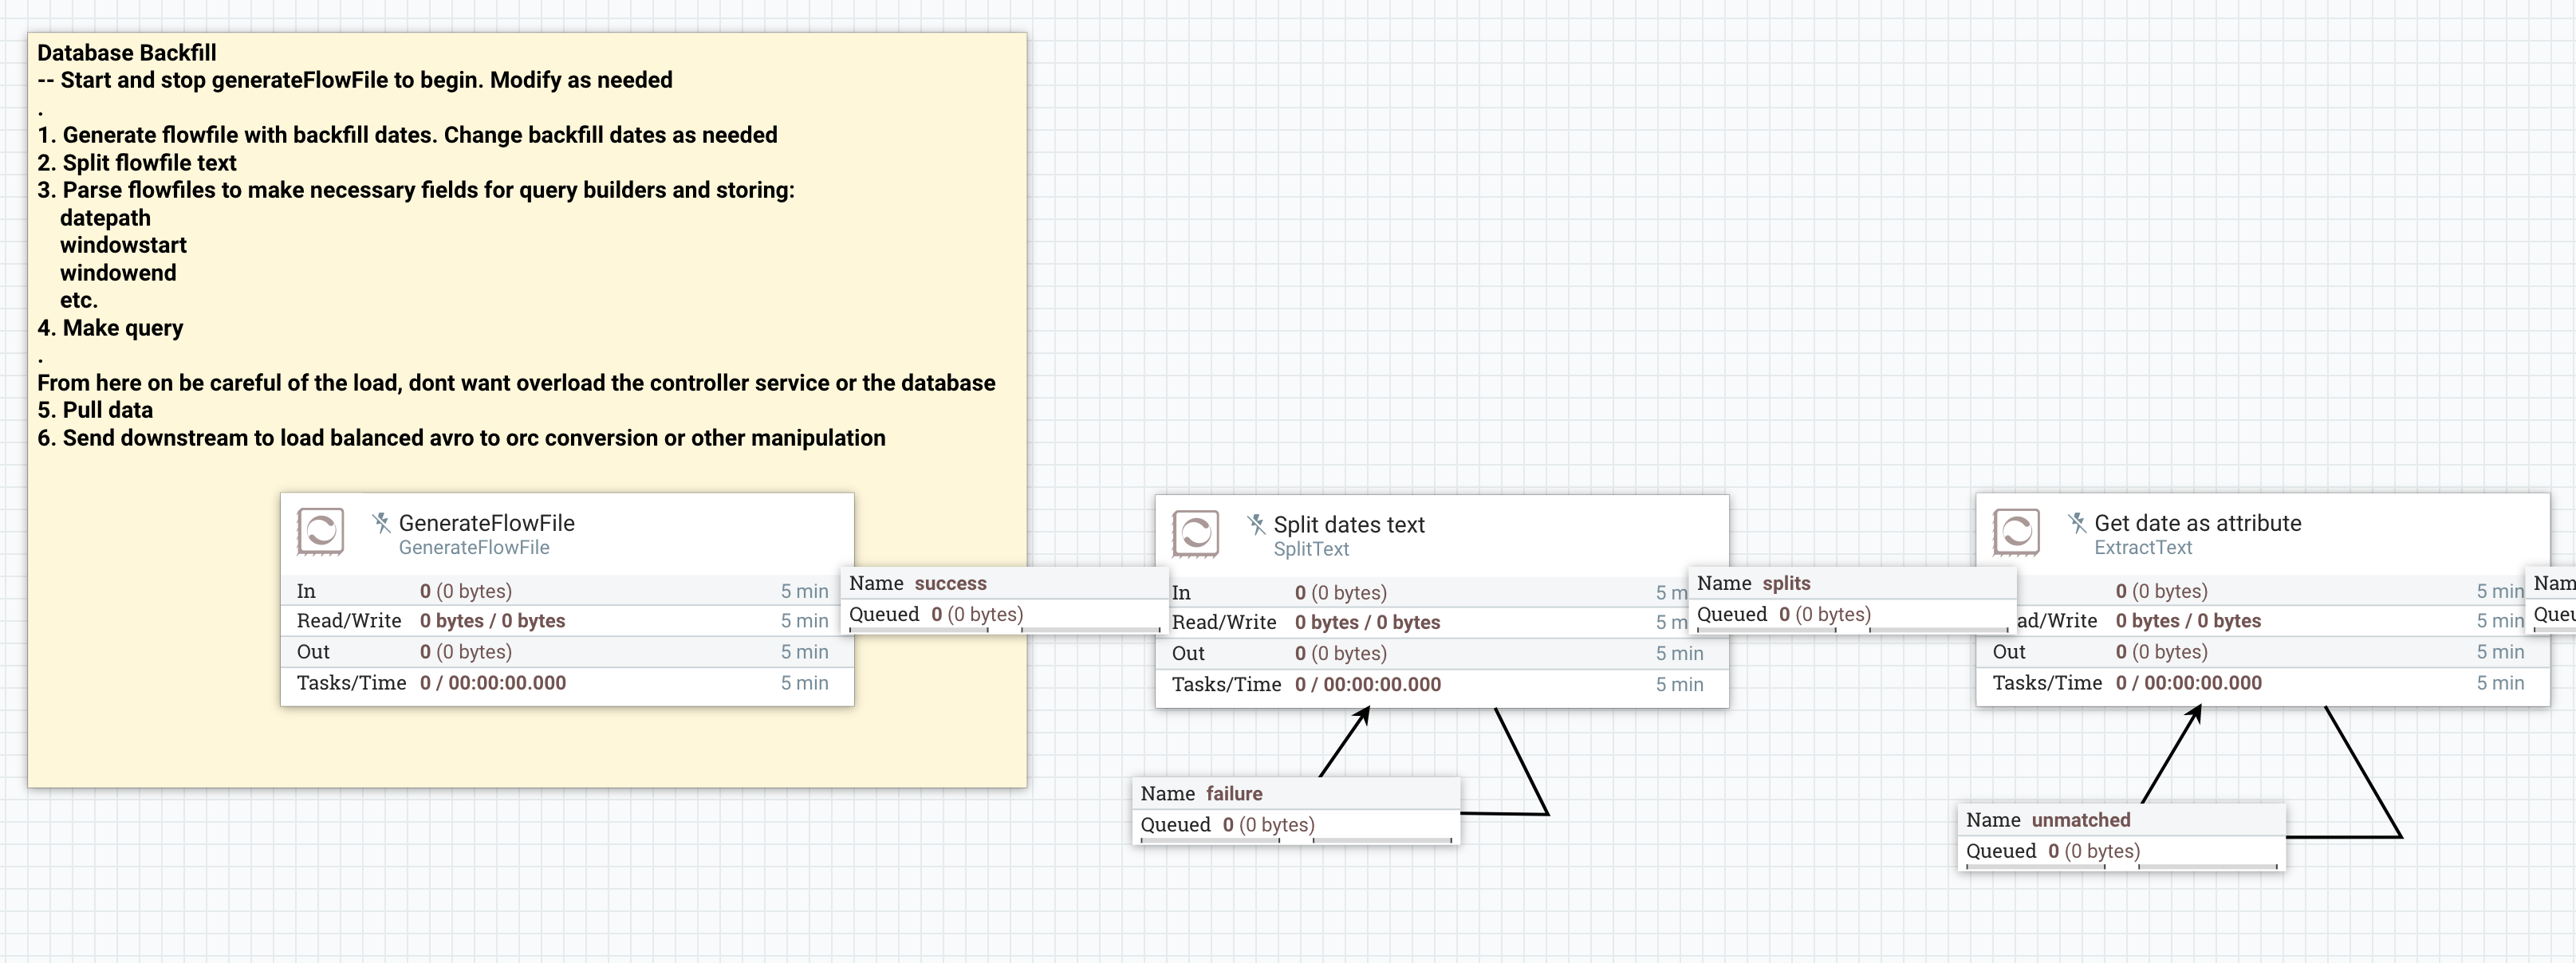 Database Backfill
-- Start and stop generateFlowFile to begin. Modify as needed
.
1. Generate flowfile with backfill dates. Change backfill dates as needed
2. Split flowfile text
3. Parse flowfiles to make necessary fields for query builders and storing:
datepath
windowstart
windowend
etc.
4. Make query
.
From here on be careful of the load, dont want overload the controller service or the database
5. Pull data
6. Send downstream to load balanced avro to orc conversion or other manipulation
GenerateFlowFile
GenerateFlowFile
In 0 (0 bytes) 5 min
Read/Write 0 bytes / 0 bytes 5 min
Out 0 (0 bytes) 5 min
Tasks/Time 0 / 00:00:00.000 5 min
Name success
Queued 0 (0 bytes)
Split dates text
SplitText
In 0 (0 bytes) 5 m
Read/Write 0 bytes / 0 bytes 5 m
Out 0 (0 bytes) 5 min
Tasks/Time 0 / 00:00:00.000 5 min
Name failure
Queued 0 (0 bytes)
Name splits
Queued 0 (0 bytes)
Get date as attribute
ExtractText
0 (0 bytes) 5 min
ad/Write 0 bytes / 0 bytes 5 min
Out 0 (0 bytes) 5 min
Tasks/Time 0 / 00:00:00.000 5 min
Name unmatched
Queued 0 (0 bytes)
Nam
Queu